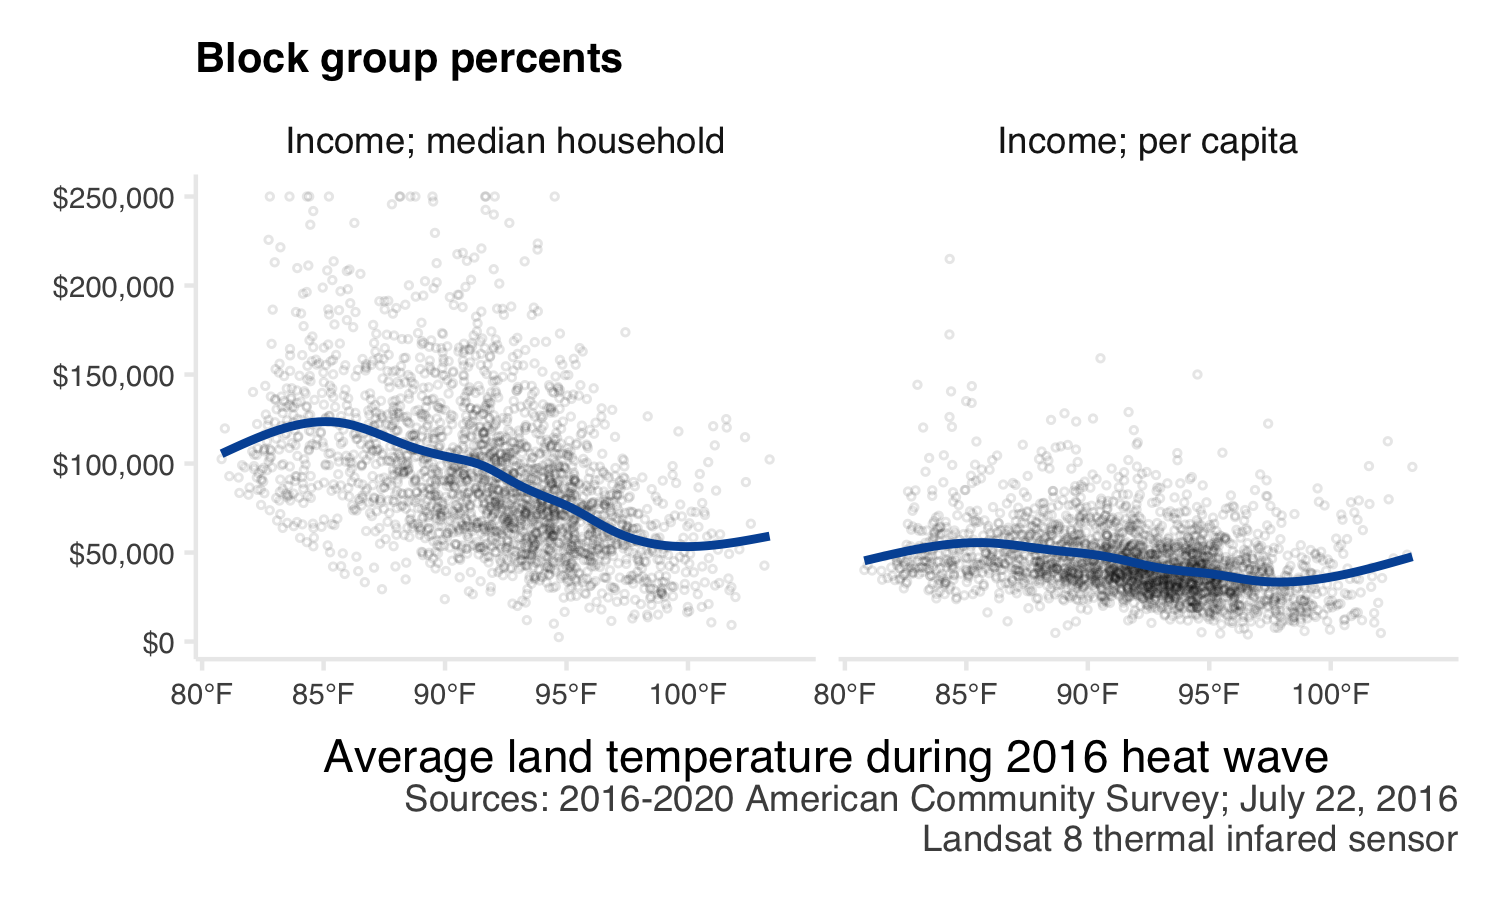 Block group percents
Income; median household
Income; per capita
$250,000
$200,000
$150,000
$100,000
$50,000
$0
80°F 85°F 90°F 95°F 100°F 80°F 85°F 90°F 95°F 100°F
Average land temperature during 2016 heat wave
Sources: 2016-2020 American Community Survey; July 22, 2016
Landsat 8 thermal infared sensor